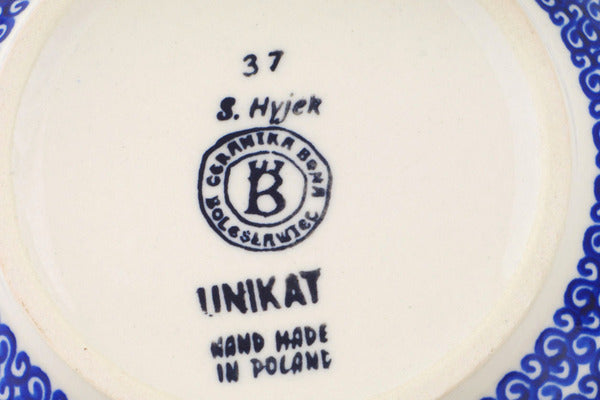 37
S. Hyjek
CERAMIKA BONA
B
BOLESŁAWIEC
UNIKAT
HAND MADE
IN POLAND